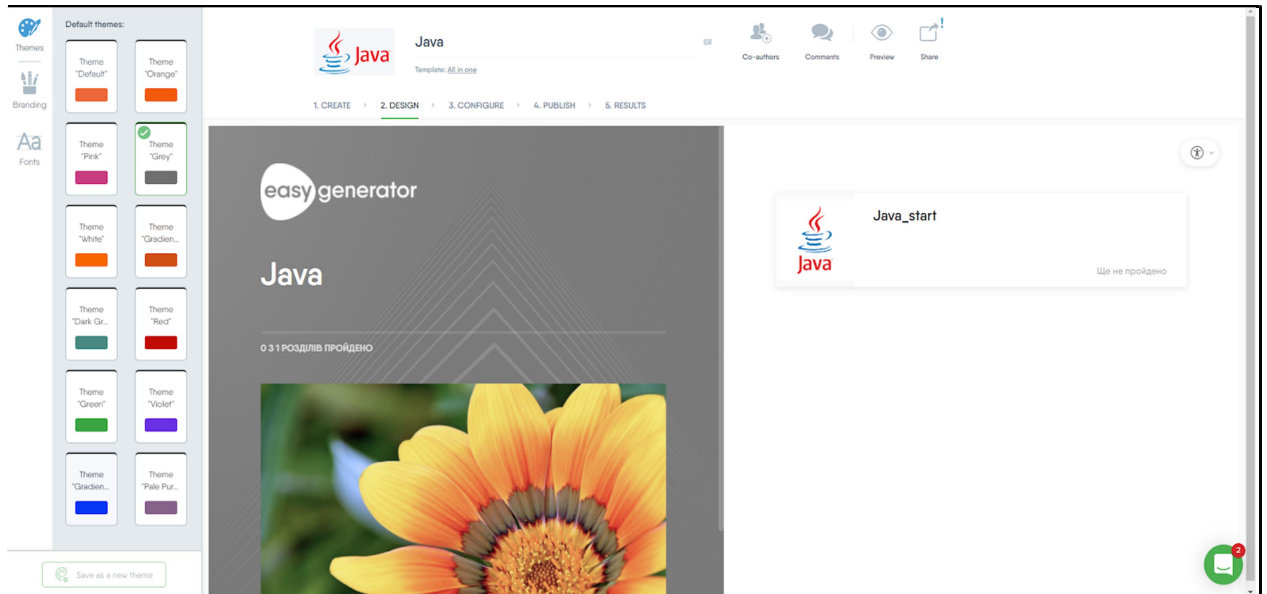 Themes
Branding
Aa
Fonts
Default themes:
Theme
"Default"
Theme
"Orange"
Theme
"Pink"
Theme
"Grey"
Theme
"White"
Theme
"Gradien...
Theme
"Dark Gr...
Theme
"Red"
Theme
"Green"
Theme
"Violet"
Theme
"Gradien...
Theme
"Pale Pur...
Save as a new theme
Java
Java
Template: All in one
Co-authors
Comments
Preview
!
Share
1. CREATE > 2. DESIGN > 3. CONFIGURE > 4. PUBLISH > 5. RESULTS
easygenerator
Java
0 З 1 РОЗДІЛІВ ПРОЙДЕНО
Java
Java_start
Ще не пройдено
2